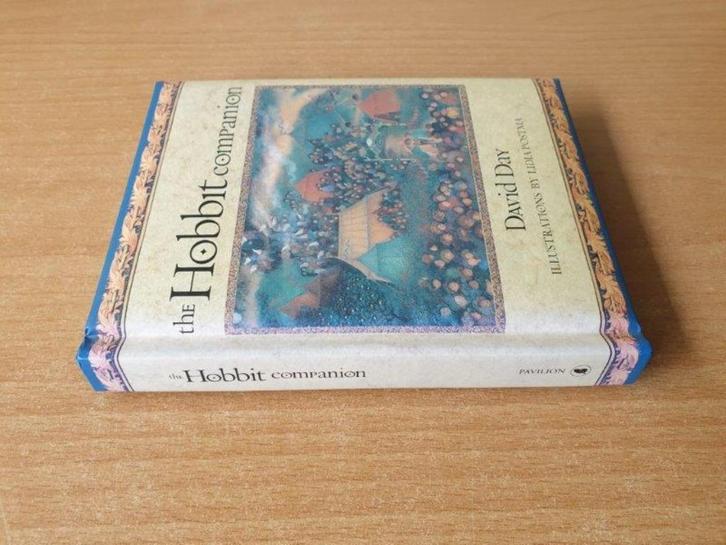 the Hobbit companion
David Day
ILLUSTRATIONS BY LIDIA POSTMA
the Hobbit companion
PAVILION